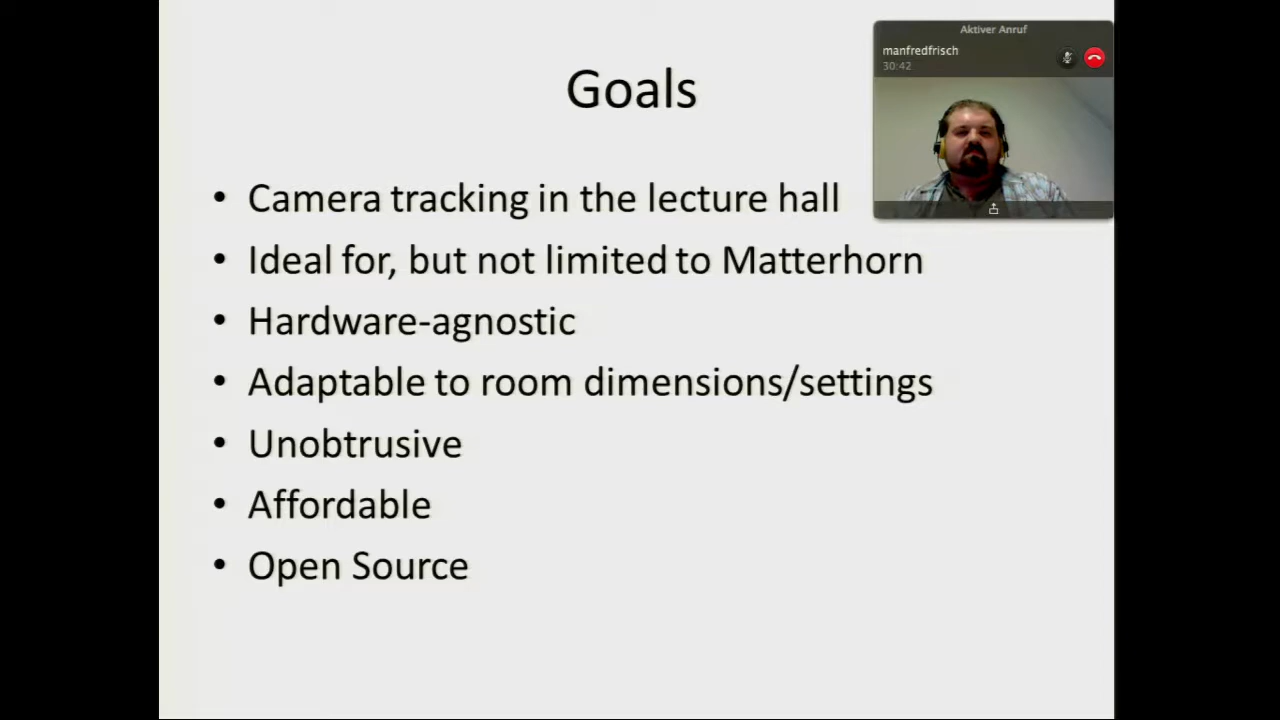 Aktiver Anruf
manfredfrisch
30:42
Goals
• Camera tracking in the lecture hall
• Ideal for, but not limited to Matterhorn
• Hardware-agnostic
• Adaptable to room dimensions/settings
• Unobtrusive
• Affordable
• Open Source